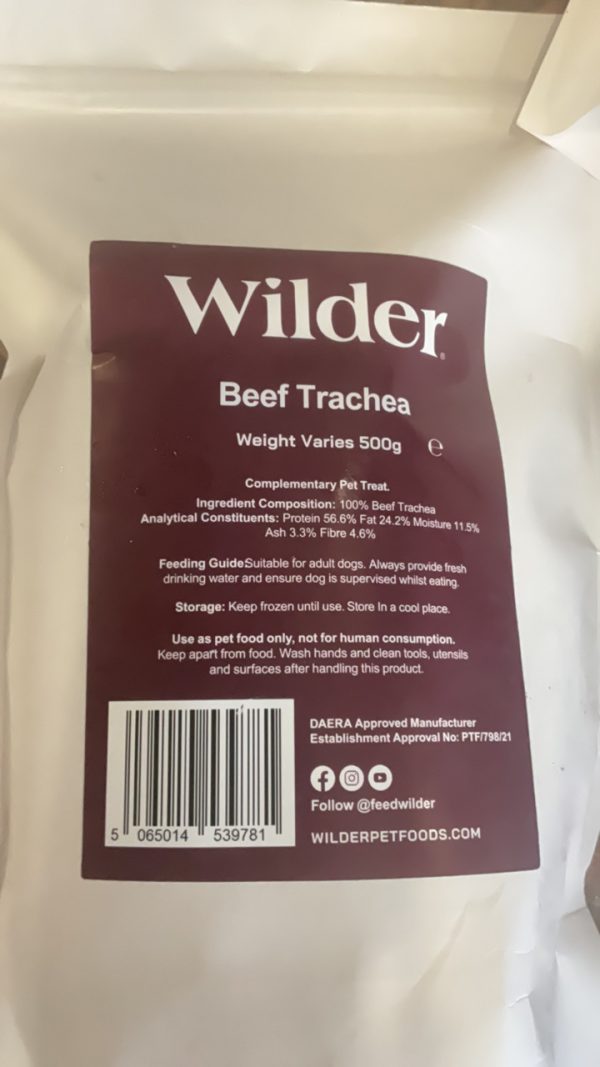 Wilder®
Beef Trachea
Weight Varies 500g ℮
Complementary Pet Treat.
Ingredient Composition: 100% Beef Trachea
Analytical Constituents: Protein 56.6% Fat 24.2% Moisture 11.5%
Ash 3.3% Fibre 4.6%
Feeding GuideSuitable for adult dogs. Always provide fresh
drinking water and ensure dog is supervised whilst eating.
Storage: Keep frozen until use. Store In a cool place.
Use as pet food only, not for human consumption.
Keep apart from food. Wash hands and clean tools, utensils
and surfaces after handling this product.
DAERA Approved Manufacturer
Establishment Approval No: PTF/798/21
Follow @feedwilder
WILDERPETFOODS.COM
5 065014 539781